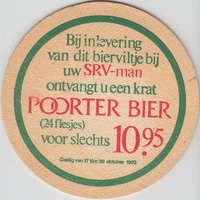 Bij inlevering
van dit bierviltje bij
uw SRV-man
ontvangt u een krat
POORTER BIER
(24 flesjes)
voor slechts 10.95
Geldig van 17 t/m 29 oktober